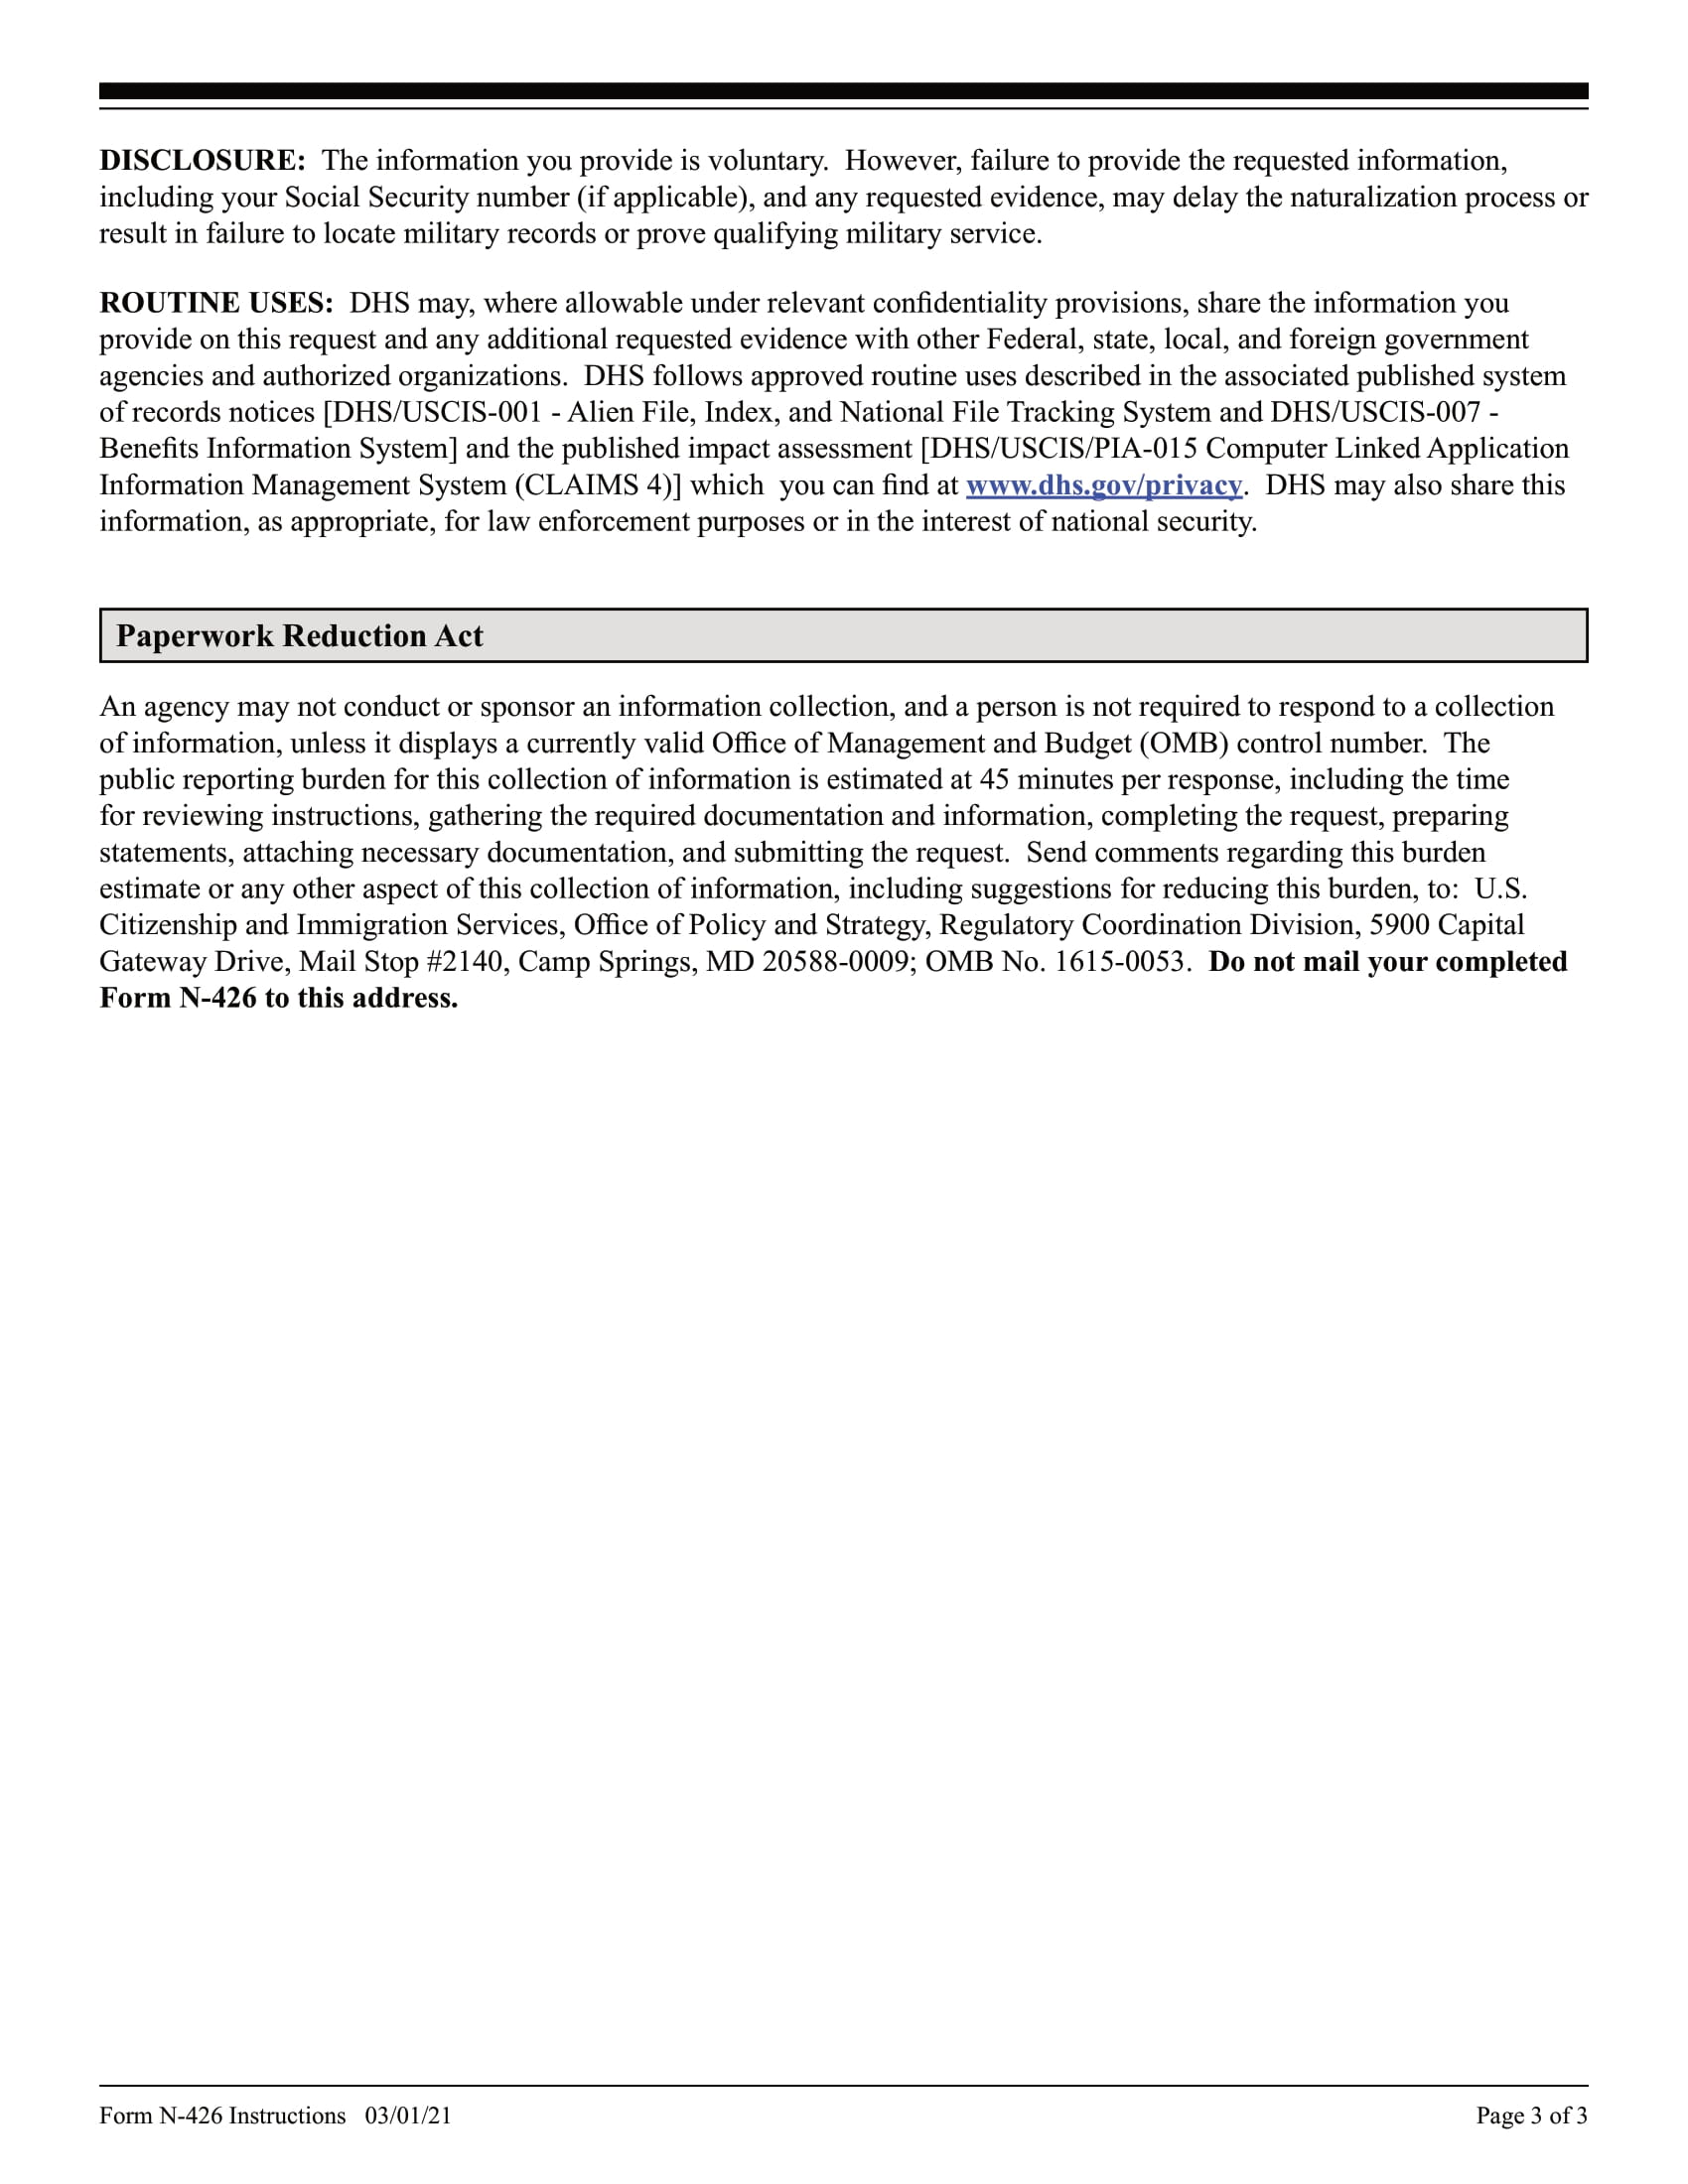 DISCLOSURE:  The information you provide is voluntary.  However, failure to provide the requested information,
including your Social Security number (if applicable), and any requested evidence, may delay the naturalization process or
result in failure to locate military records or prove qualifying military service.
ROUTINE USES:  DHS may, where allowable under relevant confidentiality provisions, share the information you
provide on this request and any additional requested evidence with other Federal, state, local, and foreign government
agencies and authorized organizations.  DHS follows approved routine uses described in the associated published system
of records notices [DHS/USCIS-001 - Alien File, Index, and National File Tracking System and DHS/USCIS-007 -
Benefits Information System] and the published impact assessment [DHS/USCIS/PIA-015 Computer Linked Application
Information Management System (CLAIMS 4)] which  you can find at www.dhs.gov/privacy.  DHS may also share this
information, as appropriate, for law enforcement purposes or in the interest of national security.
Paperwork Reduction Act
An agency may not conduct or sponsor an information collection, and a person is not required to respond to a collection
of information, unless it displays a currently valid Office of Management and Budget (OMB) control number.  The
public reporting burden for this collection of information is estimated at 45 minutes per response, including the time
for reviewing instructions, gathering the required documentation and information, completing the request, preparing
statements, attaching necessary documentation, and submitting the request.  Send comments regarding this burden
estimate or any other aspect of this collection of information, including suggestions for reducing this burden, to:  U.S.
Citizenship and Immigration Services, Office of Policy and Strategy, Regulatory Coordination Division, 5900 Capital
Gateway Drive, Mail Stop #2140, Camp Springs, MD 20588-0009; OMB No. 1615-0053.  Do not mail your completed
Form N-426 to this address.
Form N-426 Instructions   03/01/21
Page 3 of 3